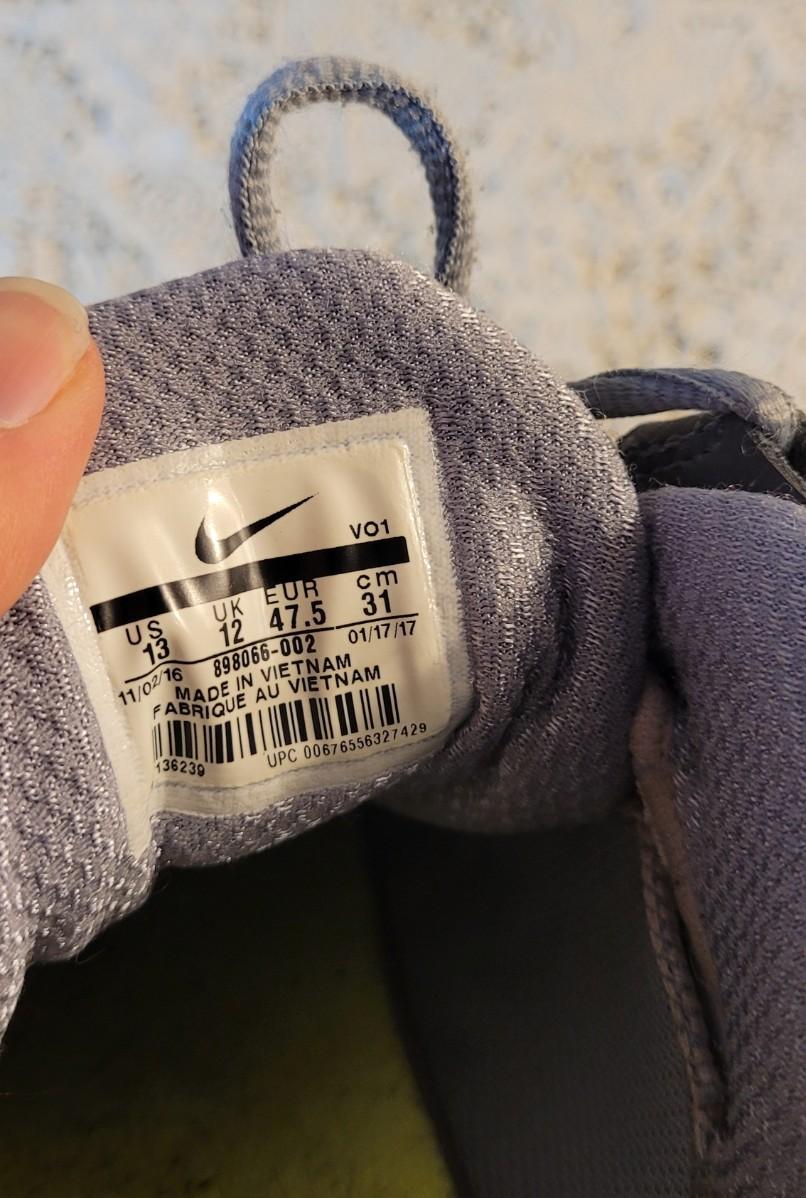 VO1
US UK EUR cm
13 12 47.5 31
11/02/16 898066-002 01/17/17
MADE IN VIETNAM
FABRIQUE AU VIETNAM
136239 UPC 00676556327429